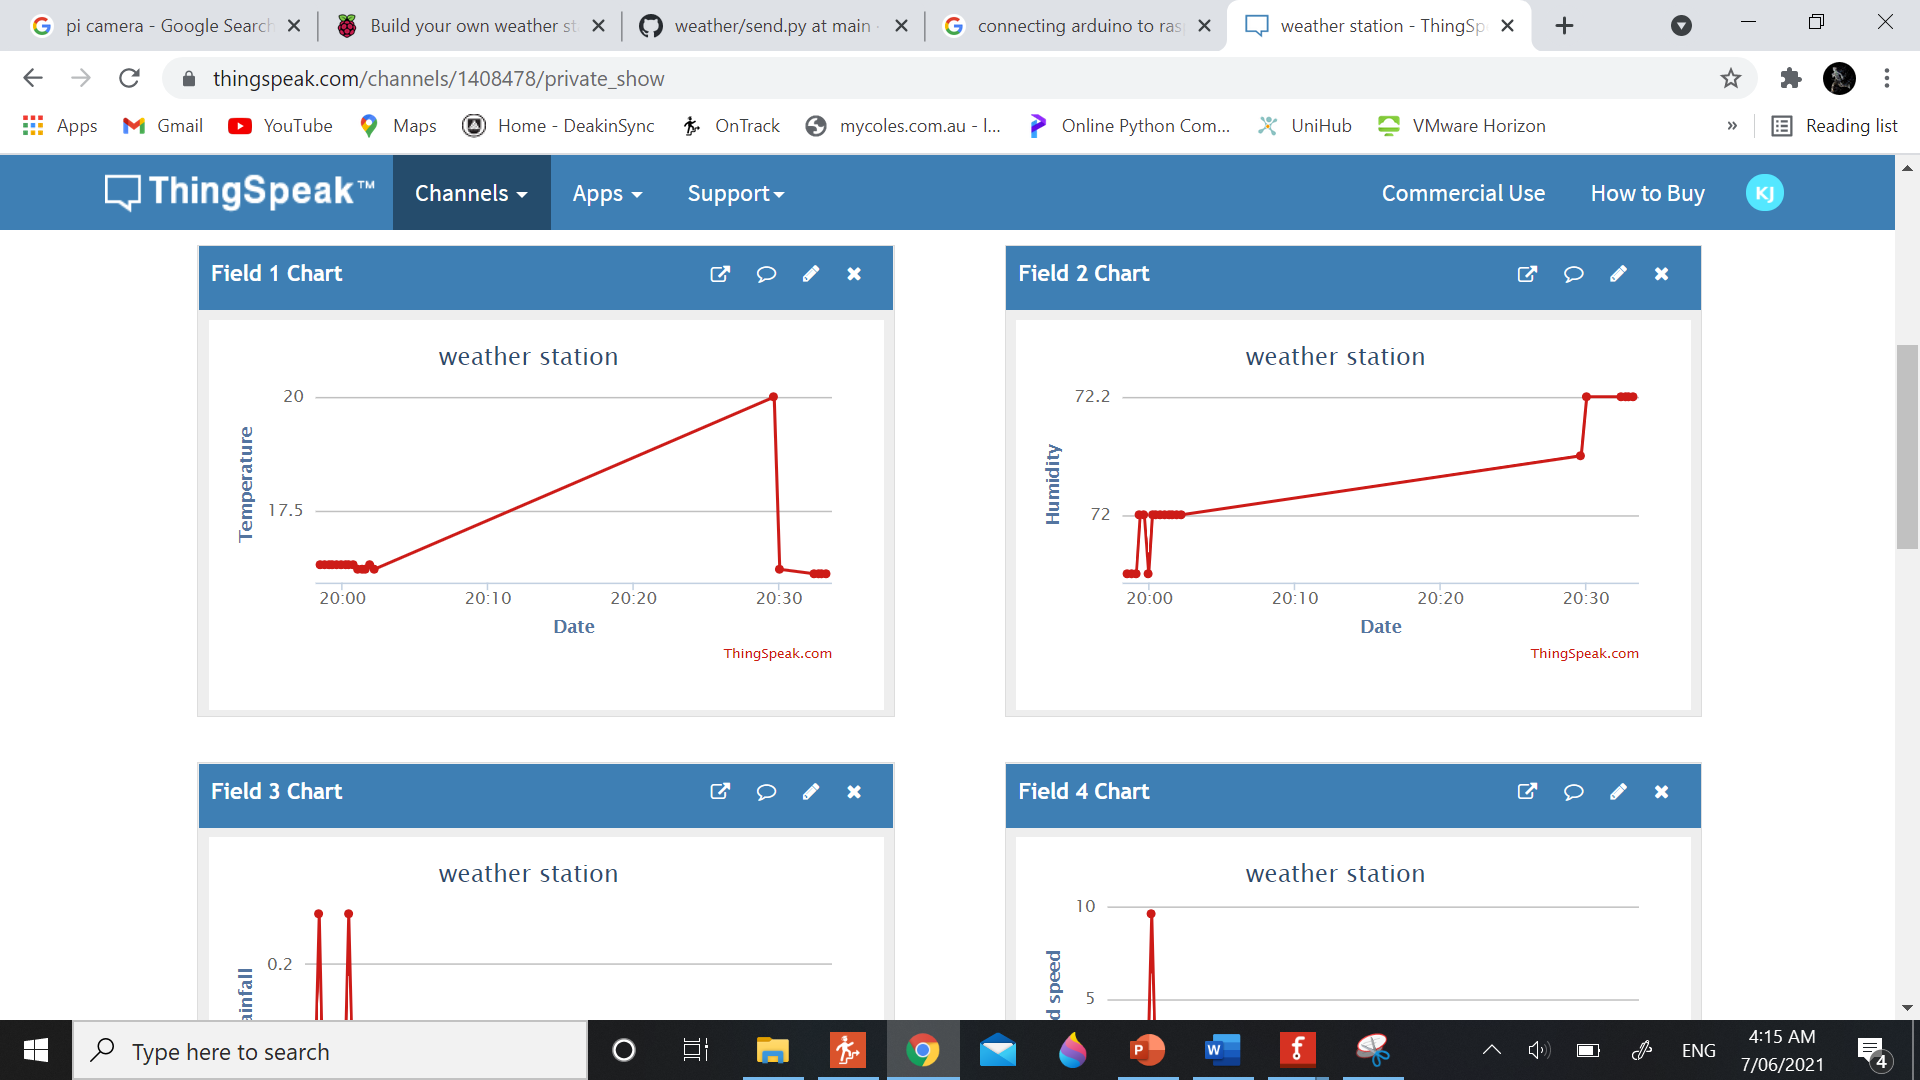 pi camera - Google Search
Build your own weather st
weather/send.py at main
connecting arduino to ras
weather station - ThingSp
thingspeak.com/channels/1408478/private_show
Apps
Gmail
YouTube
Maps
Home - DeakinSync
OnTrack
mycoles.com.au - l...
Online Python Com...
UniHub
VMware Horizon
»
Reading list
ThingSpeak™
Channels
Apps
Support
Commercial Use
How to Buy
KJ
Field 1 Chart
weather station
20
17.5
Temperature
20:00
20:10
20:20
20:30
Date
ThingSpeak.com
Field 2 Chart
weather station
72.2
72
Humidity
20:00
20:10
20:20
20:30
Date
ThingSpeak.com
Field 3 Chart
weather station
0.2
ainfall
Field 4 Chart
weather station
10
5
d speed
Type here to search
ENG
4:15 AM
7/06/2021
4